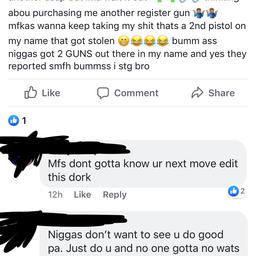 abou purchasing me another register gun
mfkas wanna keep taking my shit thats a 2nd pistol on
my name that got stolen 🤭😂😂😂 bumm ass
niggas got 2 GUNS out there in my name and yes they
reported smfh bummss i stg bro
Like Comment Share
1
Mfs dont gotta know ur next move edit
this dork
12h Like Reply 2
Niggas don't want to see u do good
pa. Just do u and no one gotta no wats